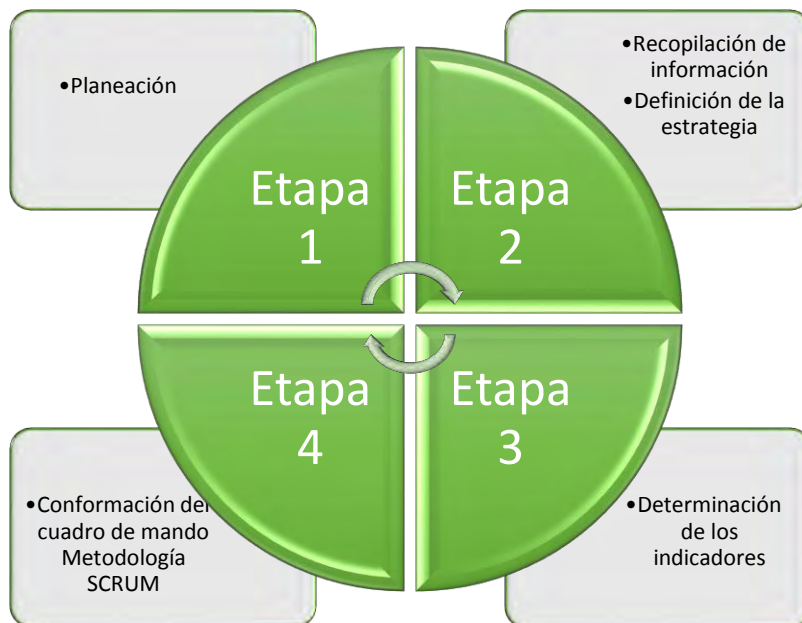 •Planeación
•Recopilación de
información
•Definición de la
estrategia
Etapa
1
Etapa
2
Etapa
4
Etapa
3
•Conformación del
cuadro de mando
Metodología
SCRUM
•Determinación
de los
indicadores